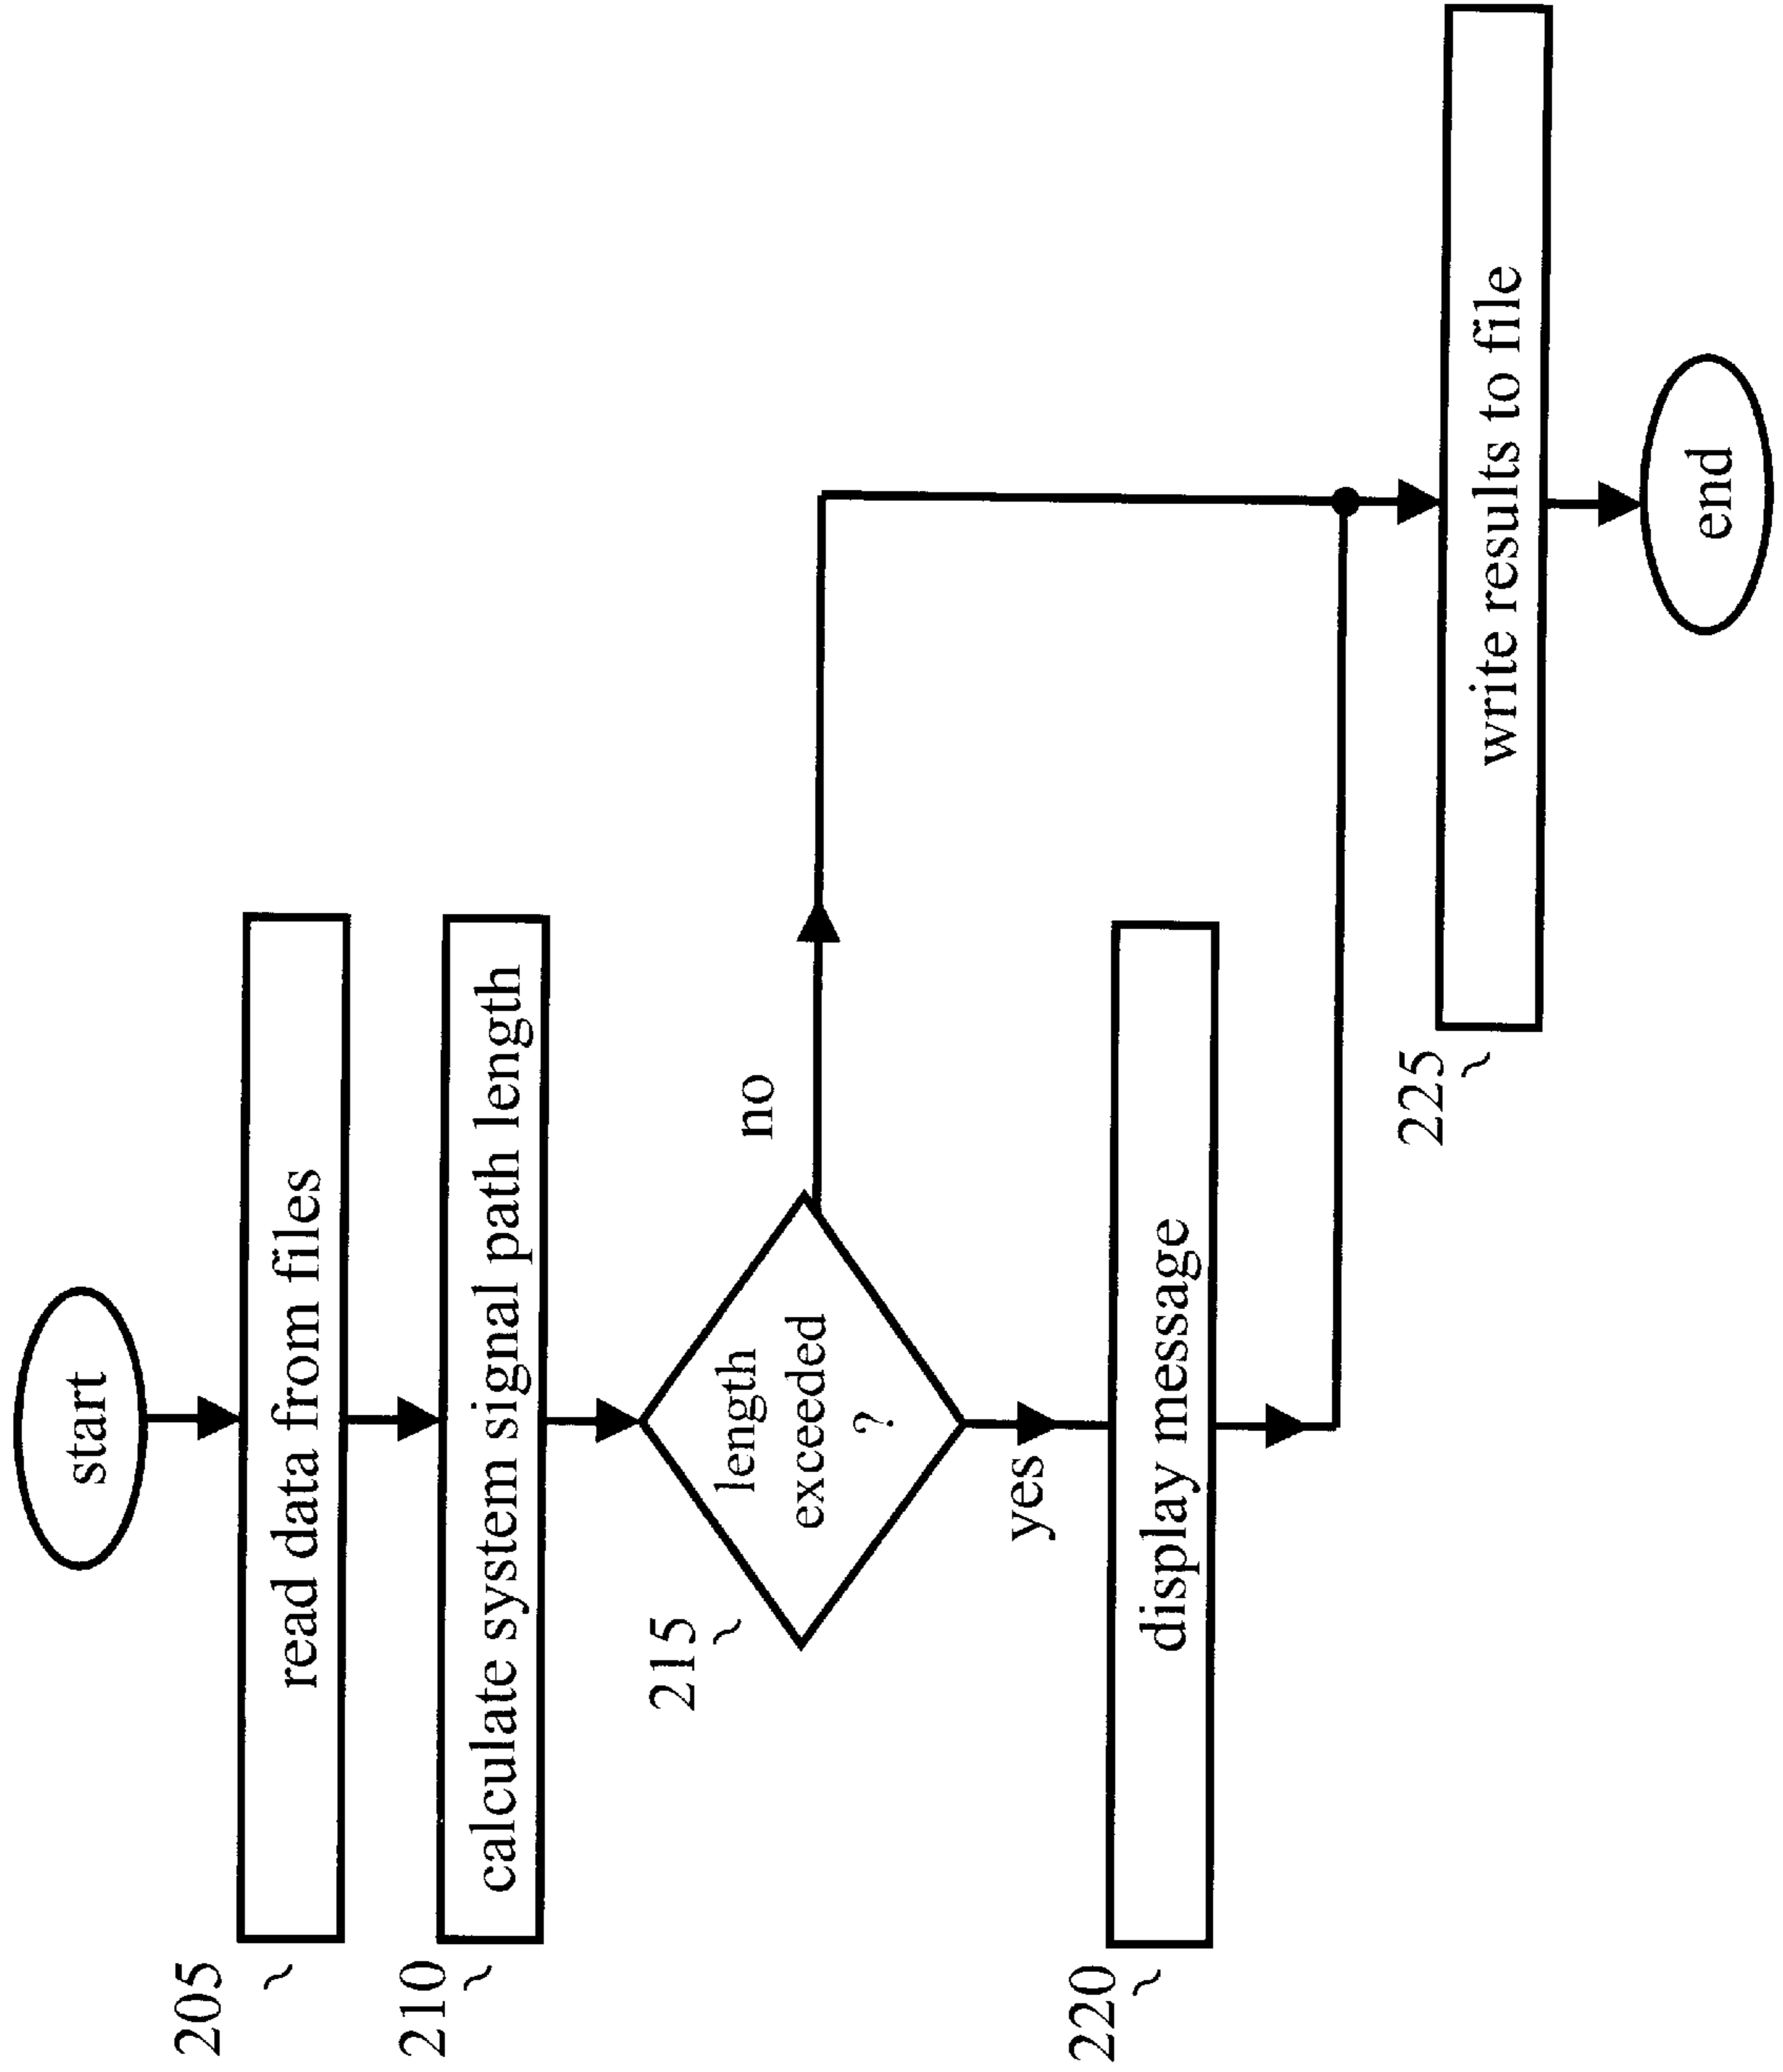 start
205
read data from files
210
calculate system signal path length
215
length
exceeded
?
no
yes
220
display message
225
write results to file
end